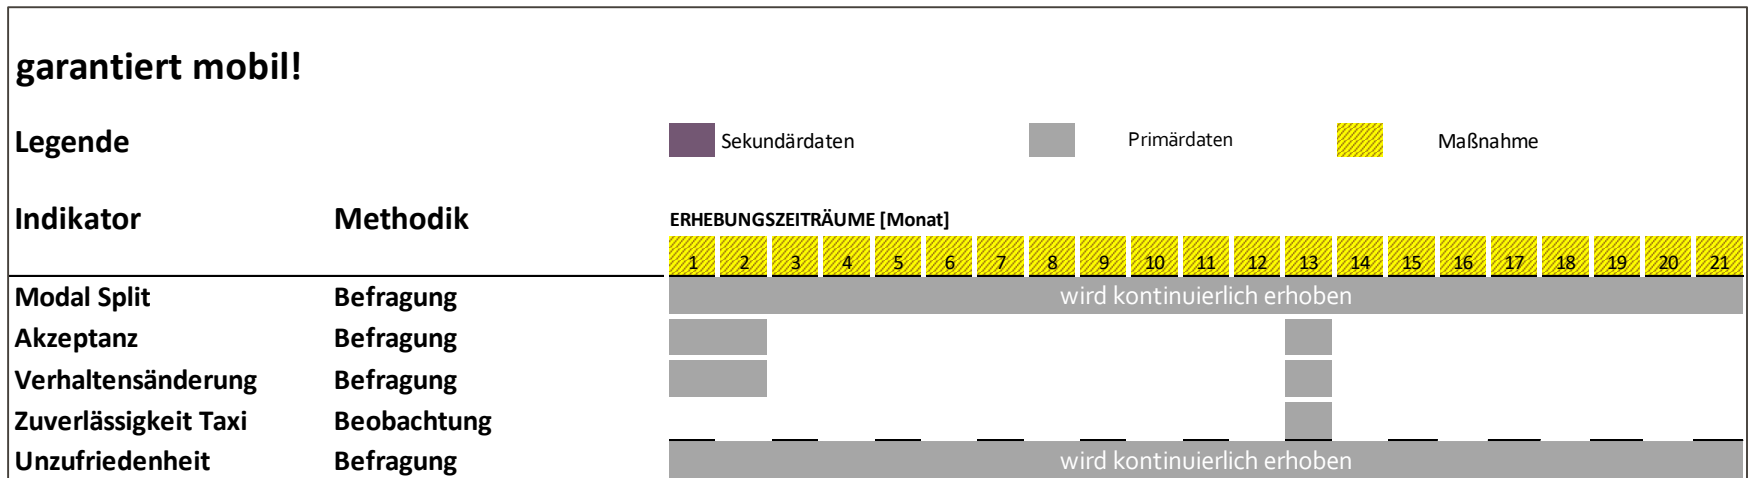 garantiert mobil!
Legende Sekundärdaten Primärdaten Maßnahme
Indikator Methodik ERHEBUNGSZEITRÄUME [Monat]
1 2 3 4 5 6 7 8 9 10 11 12 13 14 15 16 17 18 19 20 21
Modal Split Befragung wird kontinuierlich erhoben
Akzeptanz Befragung
Verhaltensänderung Befragung
Zuverlässigkeit Taxi Beobachtung
Unzufriedenheit Befragung wird kontinuierlich erhoben